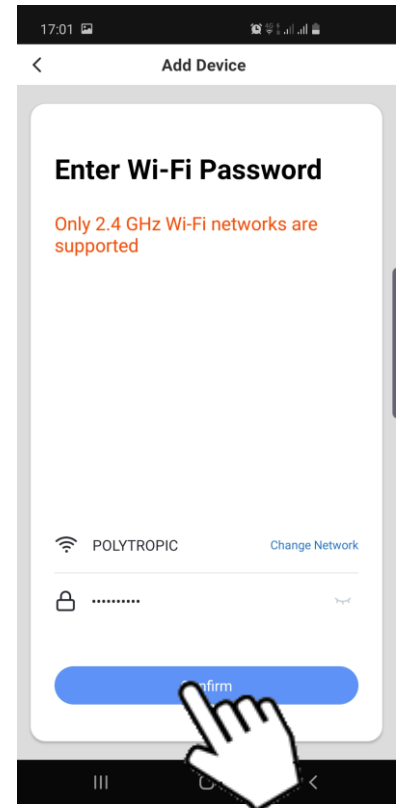 17:01
Add Device
Enter Wi-Fi Password
Only 2.4 GHz Wi-Fi networks are
supported
POLYTROPIC
Change Network
••••••••••